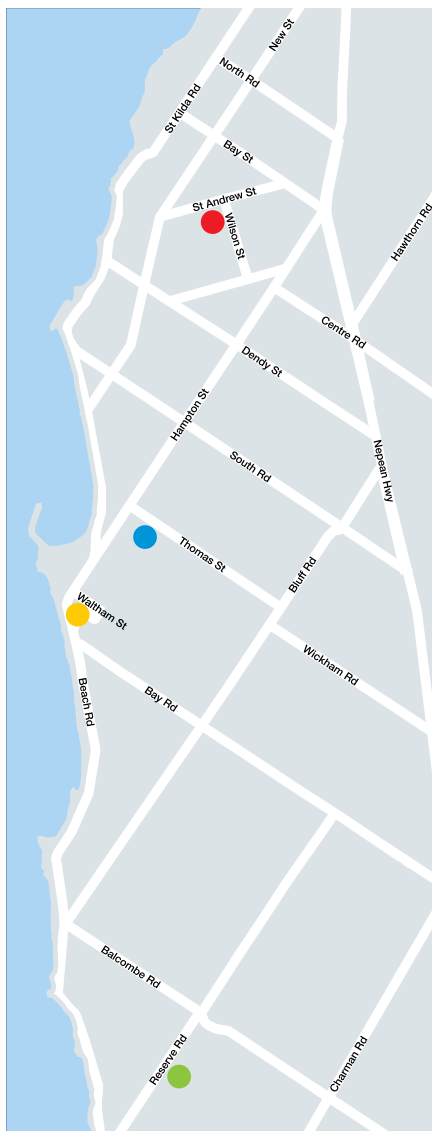 New St
North Rd
St Kilda Rd
Bay St
St Andrew St
Wilson St
Hawthorn Rd
Centre Rd
Dendy St
Hampton St
Nepean Hwy
South Rd
Thomas St
Bluff Rd
Waltham St
Wickham Rd
Beach Rd
Bay Rd
Balcombe Rd
Reserve Rd
Charman Rd